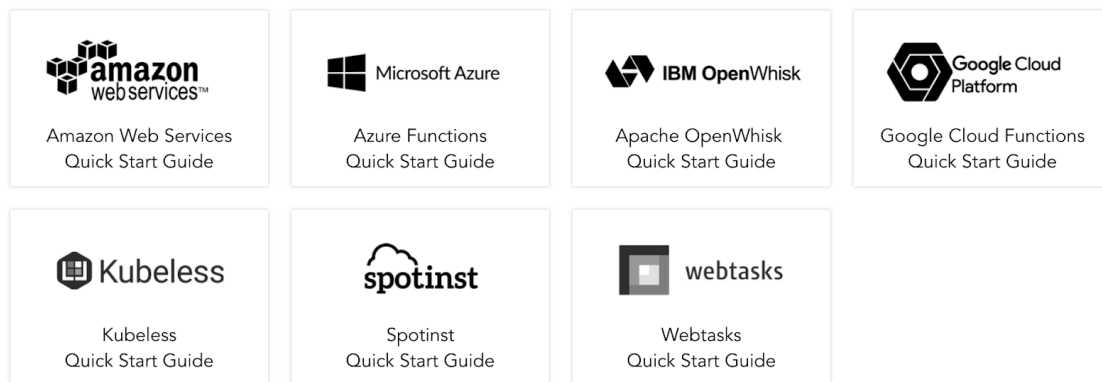 amazon
webservices™
Amazon Web Services
Quick Start Guide
Microsoft Azure
Azure Functions
Quick Start Guide
IBM OpenWhisk
Apache OpenWhisk
Quick Start Guide
Google Cloud
Platform
Google Cloud Functions
Quick Start Guide
Kubeless
Kubeless
Quick Start Guide
spotinst
Spotinst
Quick Start Guide
webtasks
Webtasks
Quick Start Guide